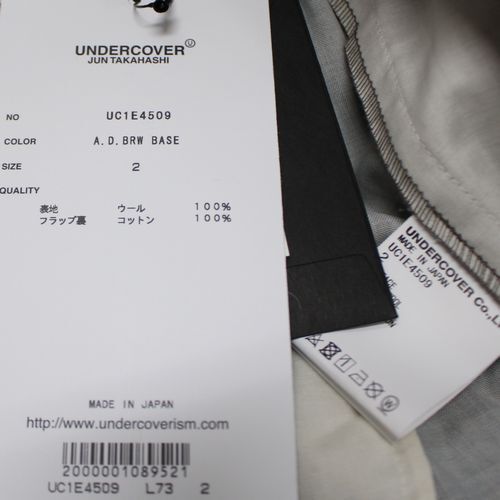 UNDERCOVER
JUN TAKAHASHI
NO UC1E4509
COLOR A.D.BRW BASE
SIZE 2
QUALITY
表地 ウール 100%
フラップ裏 コットン 100%
MADE IN JAPAN
http://www.undercoverism.com
2000001089521
UC1E4509 L73 2
UNDERCOVER Co.,L
MADE IN JAPAN
UC1E4509
2